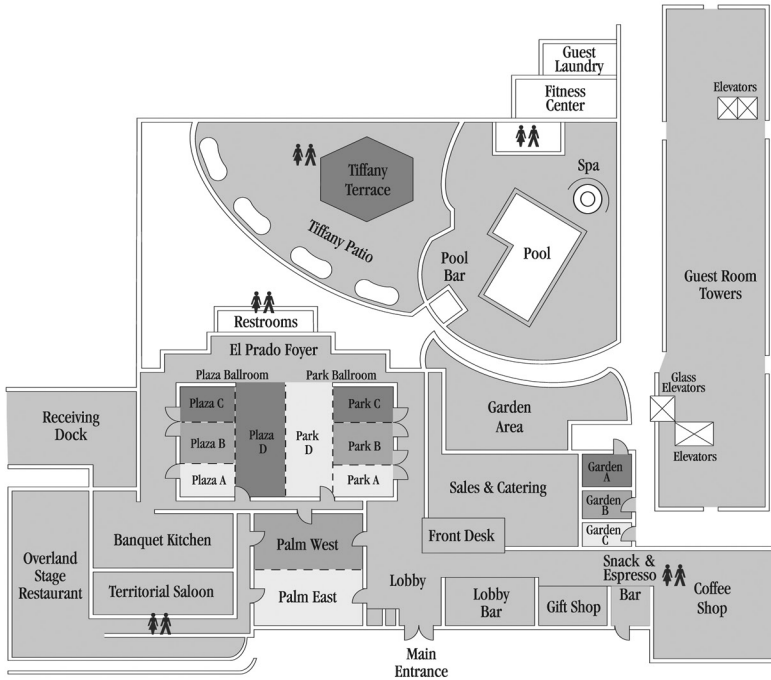 Guest
Laundry
Fitness
Center
Elevators
Tiffany
Terrace
Spa
Tiffany Patio
Pool
Bar
Pool
Guest Room
Towers
Restrooms
El Prado Foyer
Plaza Ballroom
Park Ballroom
Glass
Elevators
Receiving
Dock
Plaza C
Plaza B
Plaza A
Plaza
D
Park
D
Park C
Park B
Park A
Garden
Area
Elevators
Sales & Catering
Garden
A
Garden
B
Garden
C
Front Desk
Banquet Kitchen
Palm West
Overland
Stage
Restaurant
Territorial Saloon
Palm East
Lobby
Lobby
Bar
Gift Shop
Snack &
Espresso
Bar
Coffee
Shop
Main
Entrance